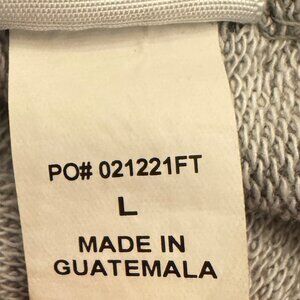 PO# 021221FT
L
MADE IN
GUATEMALA